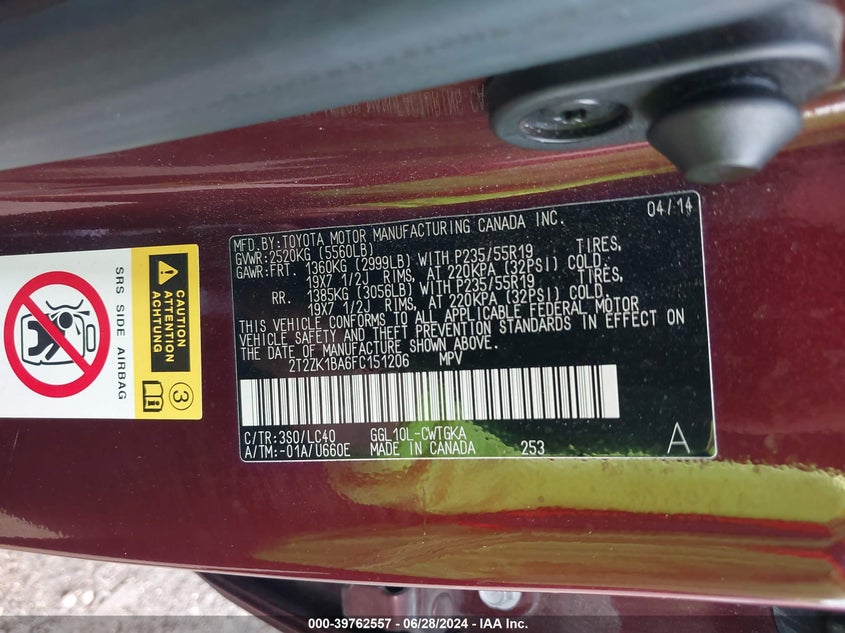 MFD.BY:TOYOTA MOTOR MANUFACTURING CANADA INC. 04/14
GVWR:2520KG (5560LB)
GAWR:FRT. 1360KG (2999LB) WITH P235/55R19 TIRES,
19X7 1/2J RIMS, AT 220KPA (32PSI) COLD.
RR. 1385KG (3056LB) WITH P235/55R19 TIRES,
19X7 1/2J RIMS, AT 220KPA (32PSI) COLD.
THIS VEHICLE CONFORMS TO ALL APPLICABLE FEDERAL MOTOR
VEHICLE SAFETY AND THEFT PREVENTION STANDARDS IN EFFECT ON
THE DATE OF MANUFACTURE SHOWN ABOVE.
2T2ZK1BA6FC151206 MPV
C/TR:3S0/LC40 GGL10L-CWTGKA
A/TM:-01A/U660E MADE IN CANADA 253 A
SRS SIDE AIRBAG
CAUTION
ATTENTION
ACHTUNG
3
000-39762557 | 06/28/2024 | IAA Inc.